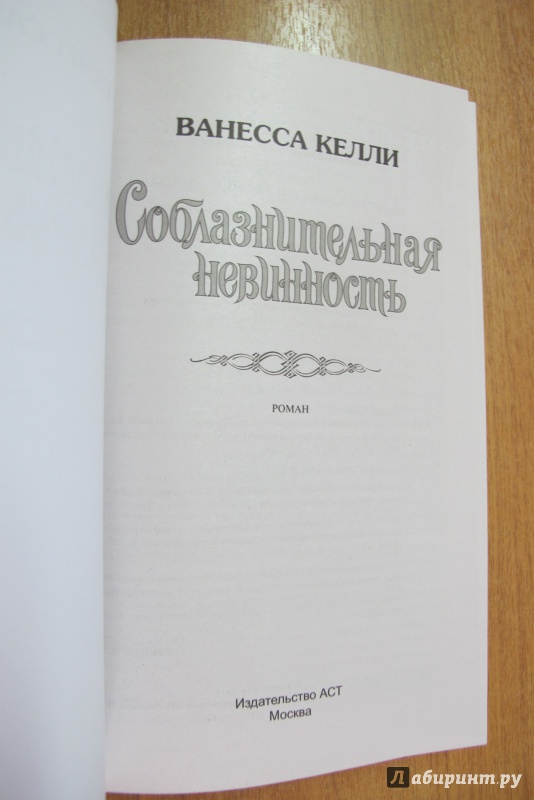 ВАНЕССА КЕЛЛИ
Соблазнительная
невинность
РОМАН
Издательство АСТ
Москва
Лабиринт.ру